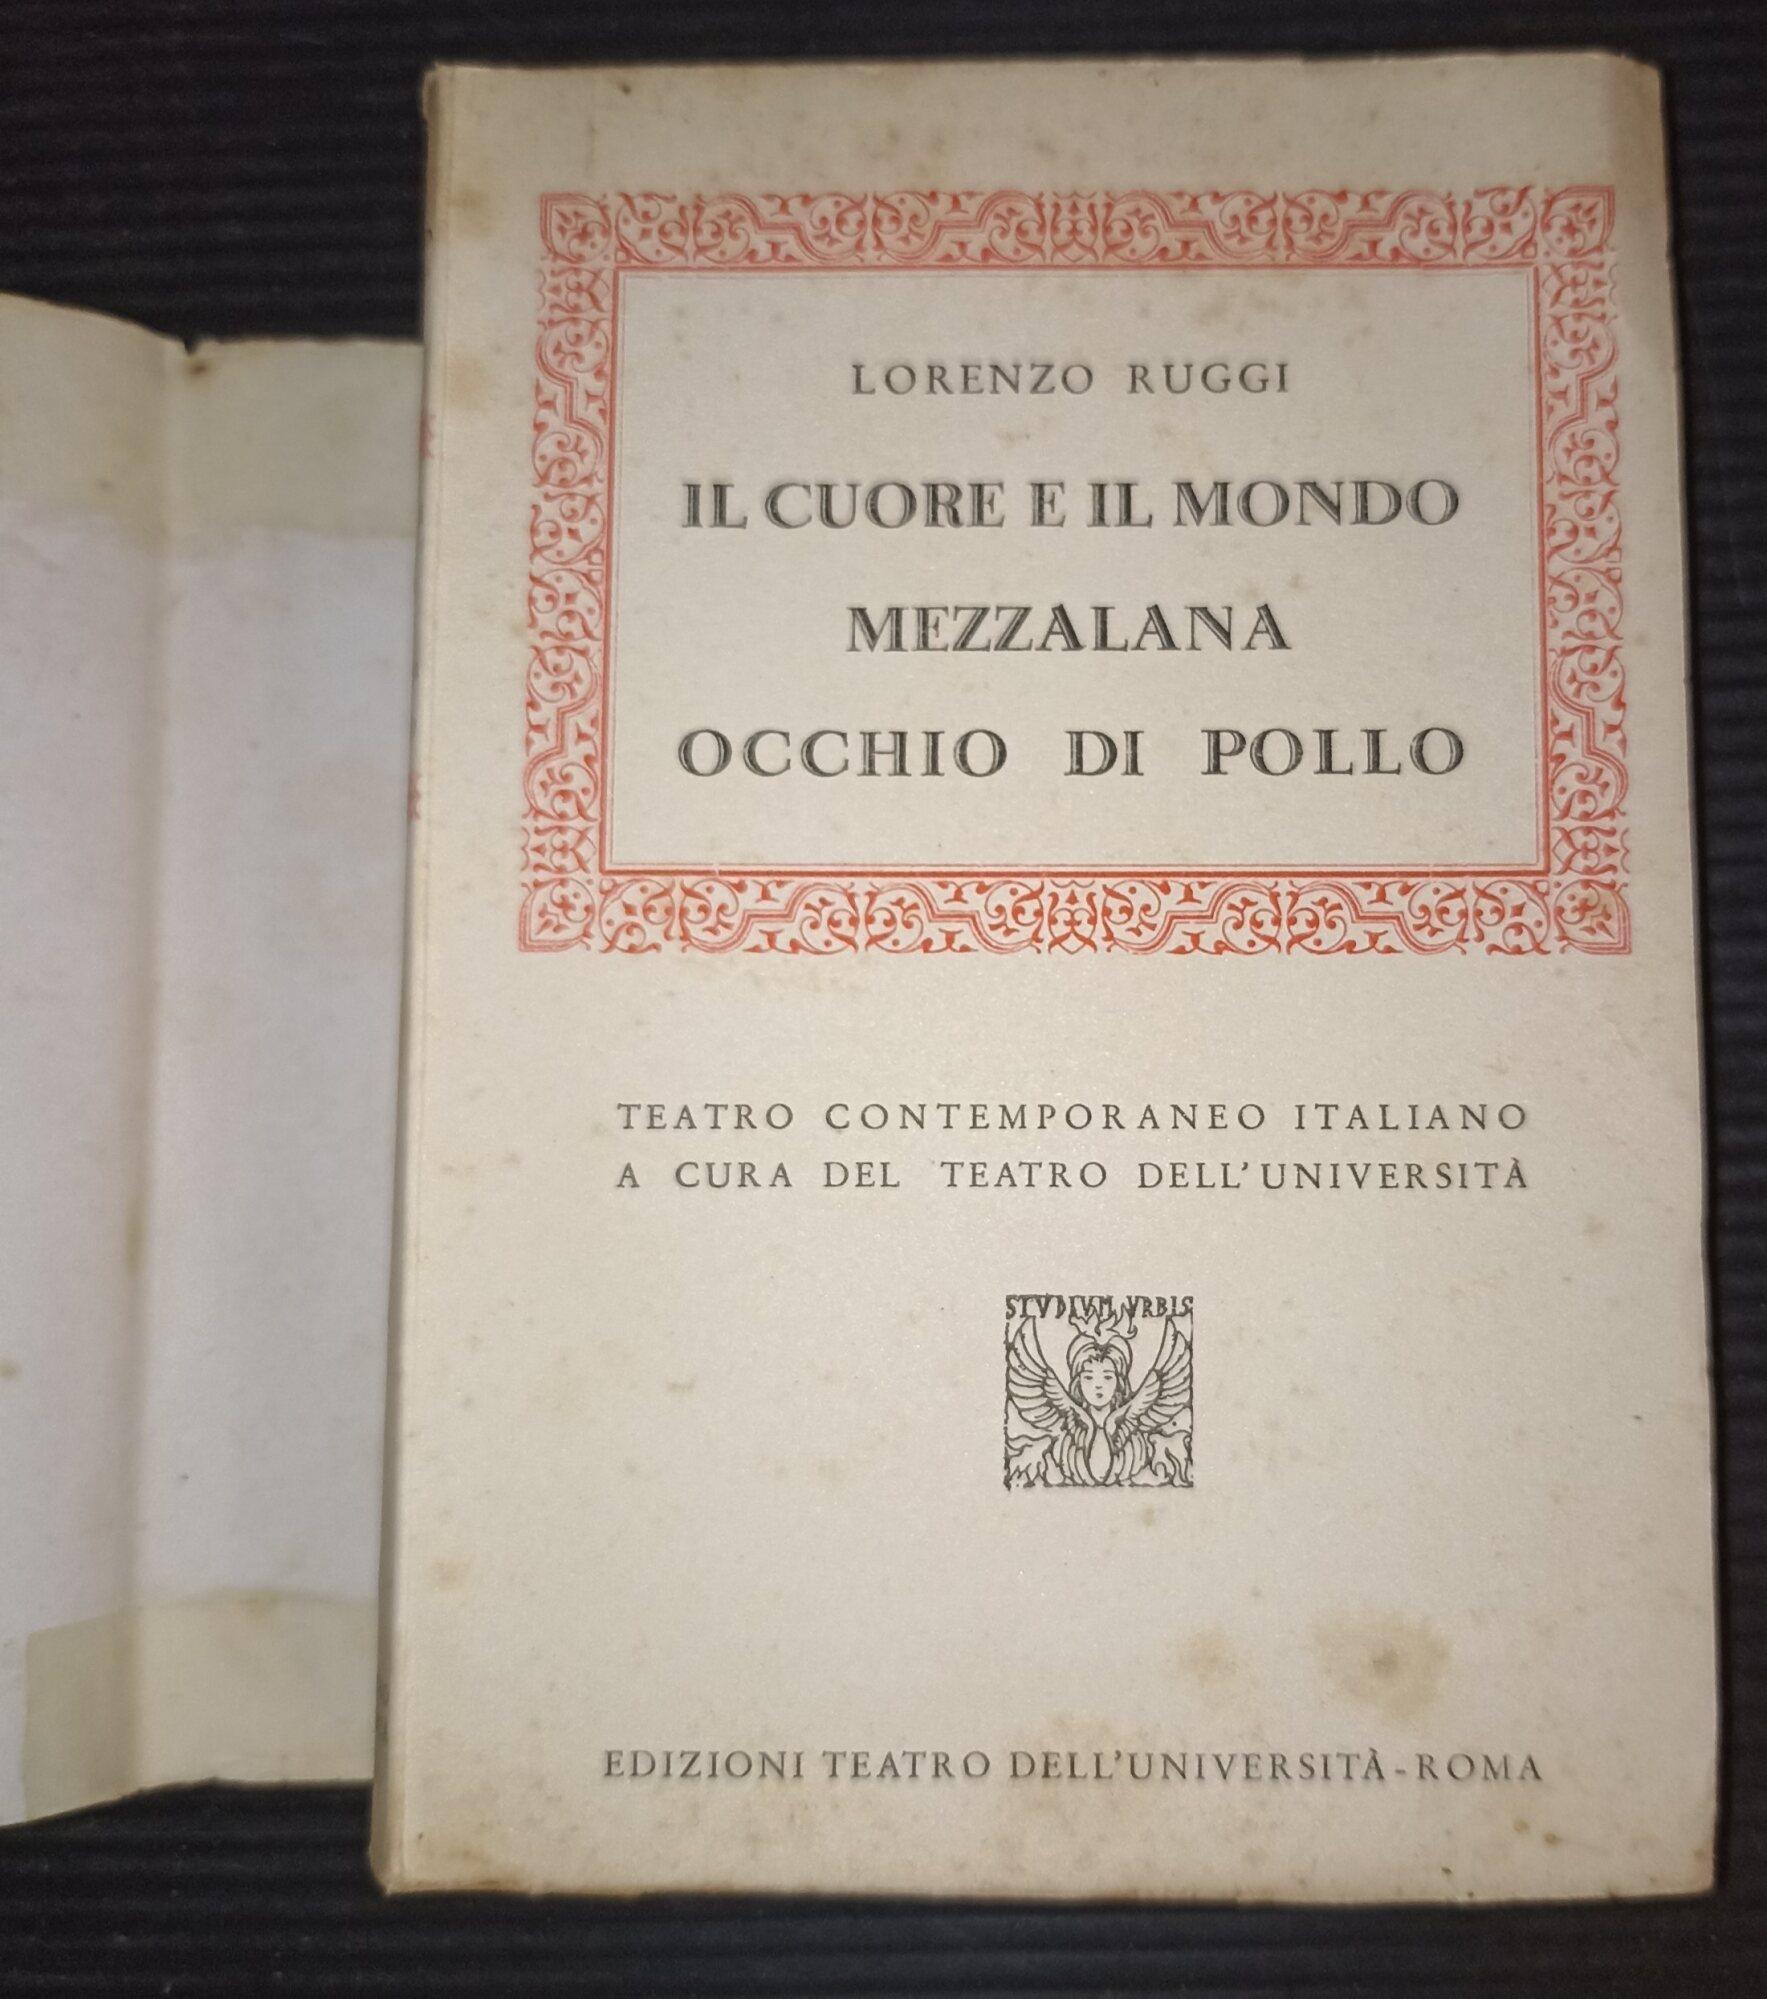 LORENZO RUGGI
IL CUORE E IL MONDO
MEZZALANA
OCCHIO DI POLLO
TEATRO CONTEMPORANEO ITALIANO
A CURA DEL TEATRO DELL'UNIVERSITÀ
STVDIVM VRBIS
EDIZIONI TEATRO DELL'UNIVERSITÀ-ROMA